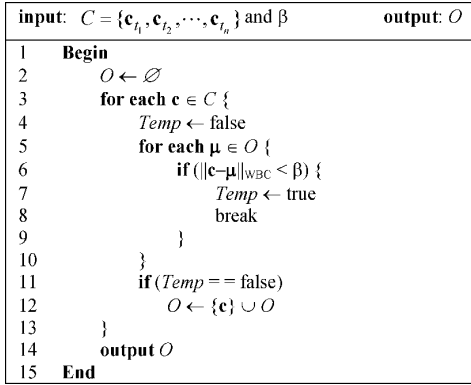 input: C = {c_{t_1}, c_{t_2}, ⋯, c_{t_n}} and β output: O
1 Begin
2 O ← ∅
3 for each c ∈ C {
4 Temp ← false
5 for each μ ∈ O {
6 if (||c–μ||_{WBC} < β) {
7 Temp ← true
8 break
9 }
10 }
11 if (Temp = = false)
12 O ← {c} ∪ O
13 }
14 output O
15 End